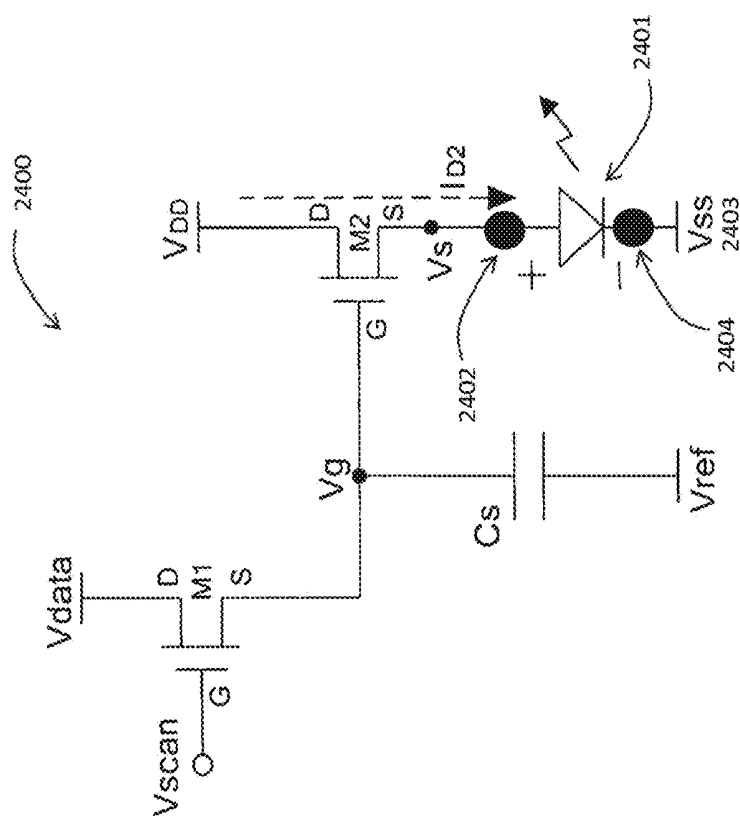 2400
Vdata
D
M1
S
G
Vscan
Vg
Cs
Vref
VDD
D
M2
S
G
ID2
Vs
2402
+
−
2401
2404
Vss
2403